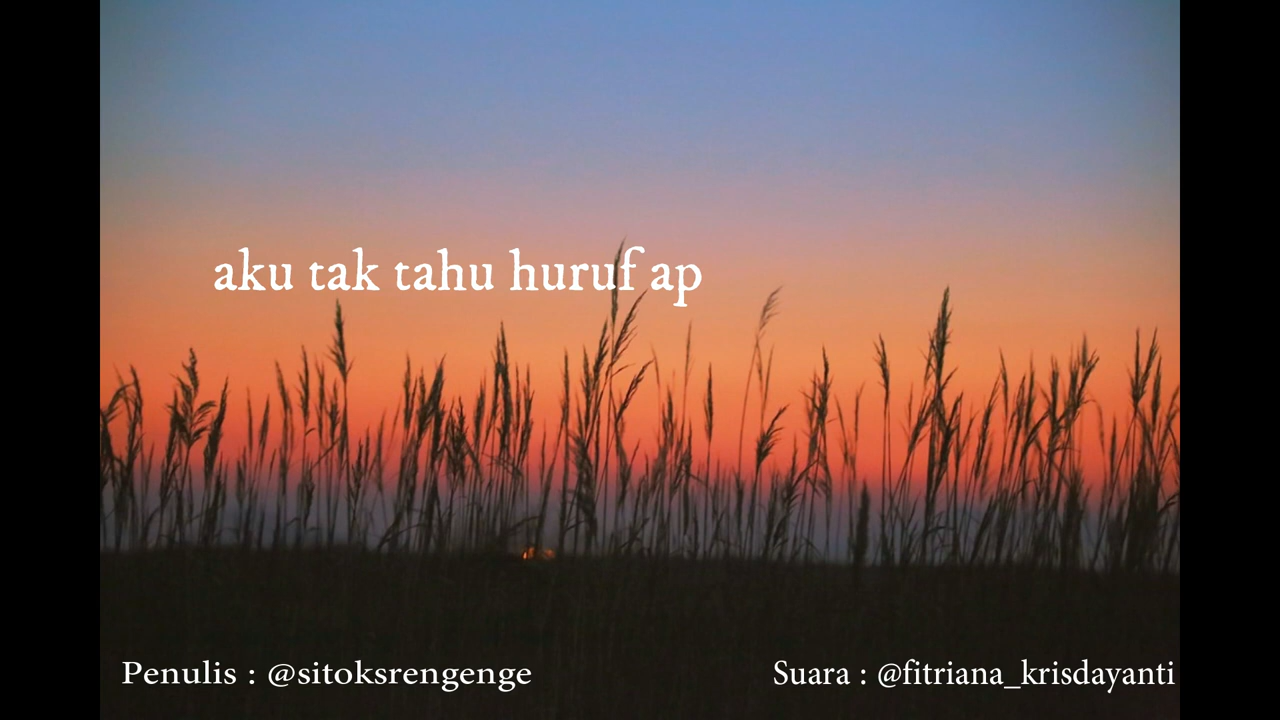 aku tak tahu huruf ap
Penulis : @sitoksrengenge
Suara : @fitriana_krisdayanti